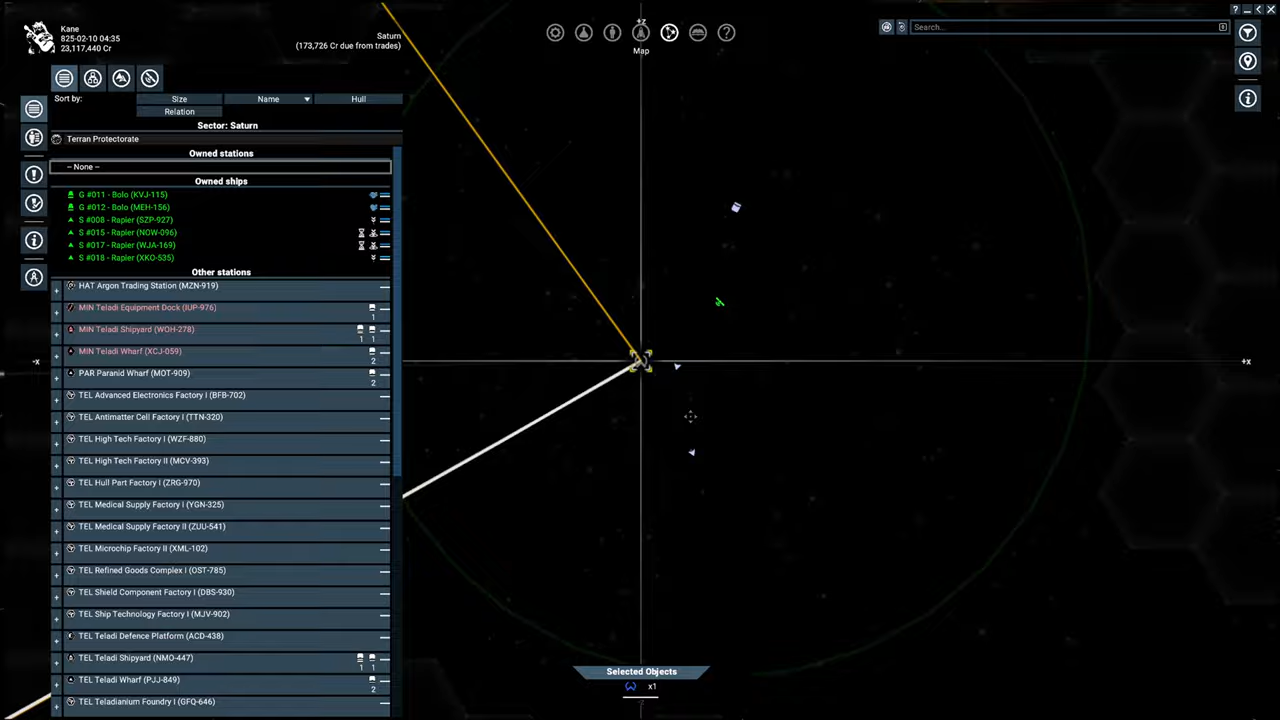 Kane
825-02-10 04:35
23,117,440 Cr
Saturn
(173,726 Cr due from trades)
+Z
Map
Search...
Sort by:
Size
Name
Hull
Relation
Sector: Saturn
Terran Protectorate
Owned stations
-- None --
Owned ships
G #011 - Bolo (KVJ-115)
G #012 - Bolo (MEH-156)
S #008 - Rapier (SZP-927)
S #015 - Rapier (NOW-096)
S #017 - Rapier (WJA-169)
S #018 - Rapier (XKO-535)
Other stations
HAT Argon Trading Station (MZN-919)
MIN Teladi Equipment Dock (IUP-976)
1
MIN Teladi Shipyard (WOH-278)
1 1
MIN Teladi Wharf (XCJ-059)
2
PAR Paranid Wharf (MOT-909)
2
TEL Advanced Electronics Factory I (BFB-702)
TEL Antimatter Cell Factory I (TTN-320)
TEL High Tech Factory I (WZF-880)
TEL High Tech Factory II (MCV-393)
TEL Hull Part Factory I (ZRG-970)
TEL Medical Supply Factory I (YGN-325)
TEL Medical Supply Factory II (ZUU-541)
TEL Microchip Factory II (XML-102)
TEL Refined Goods Complex I (OST-785)
TEL Shield Component Factory I (DBS-930)
TEL Ship Technology Factory I (MJV-902)
TEL Teladi Defence Platform (ACD-438)
TEL Teladi Shipyard (NMO-447)
1 1
TEL Teladi Wharf (PJJ-849)
2
TEL Teladianium Foundry I (GFQ-646)
-x
+x
Selected Objects
x1